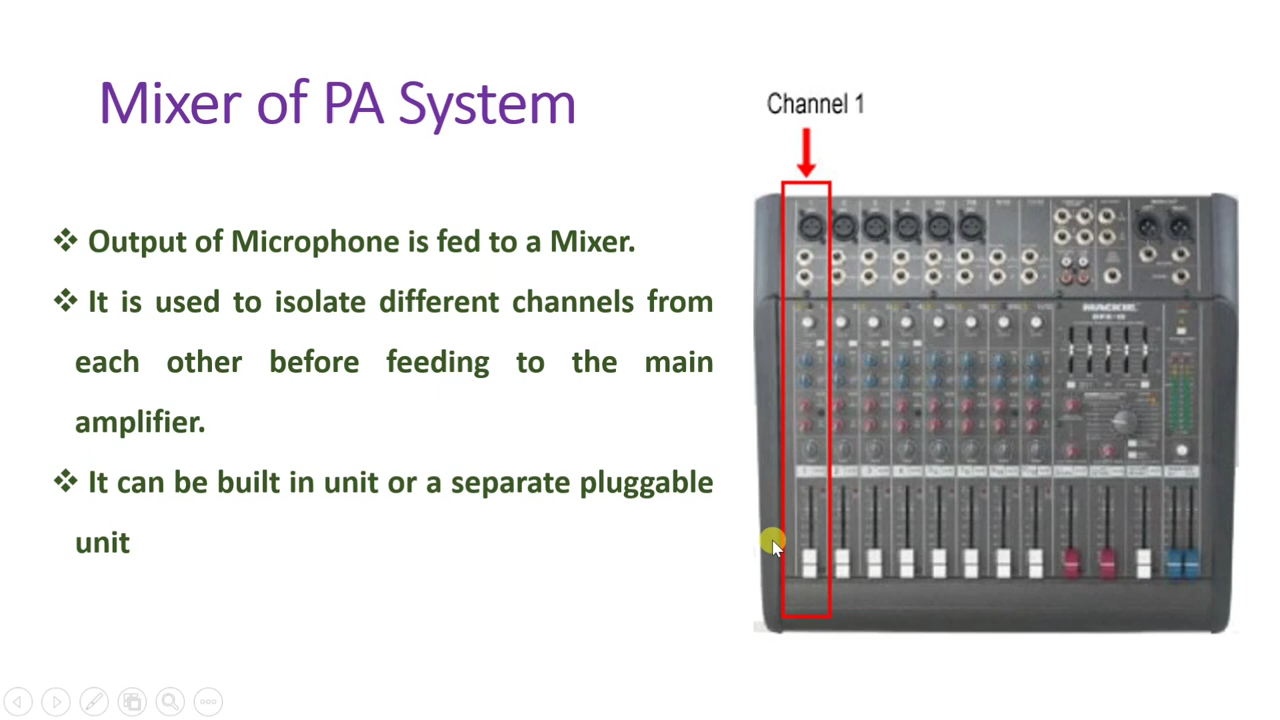 Mixer of PA System
Channel 1
❖ Output of Microphone is fed to a Mixer.
❖ It is used to isolate different channels from
each other before feeding to the main
amplifier.
❖ It can be built in unit or a separate pluggable
unit
MACKIE